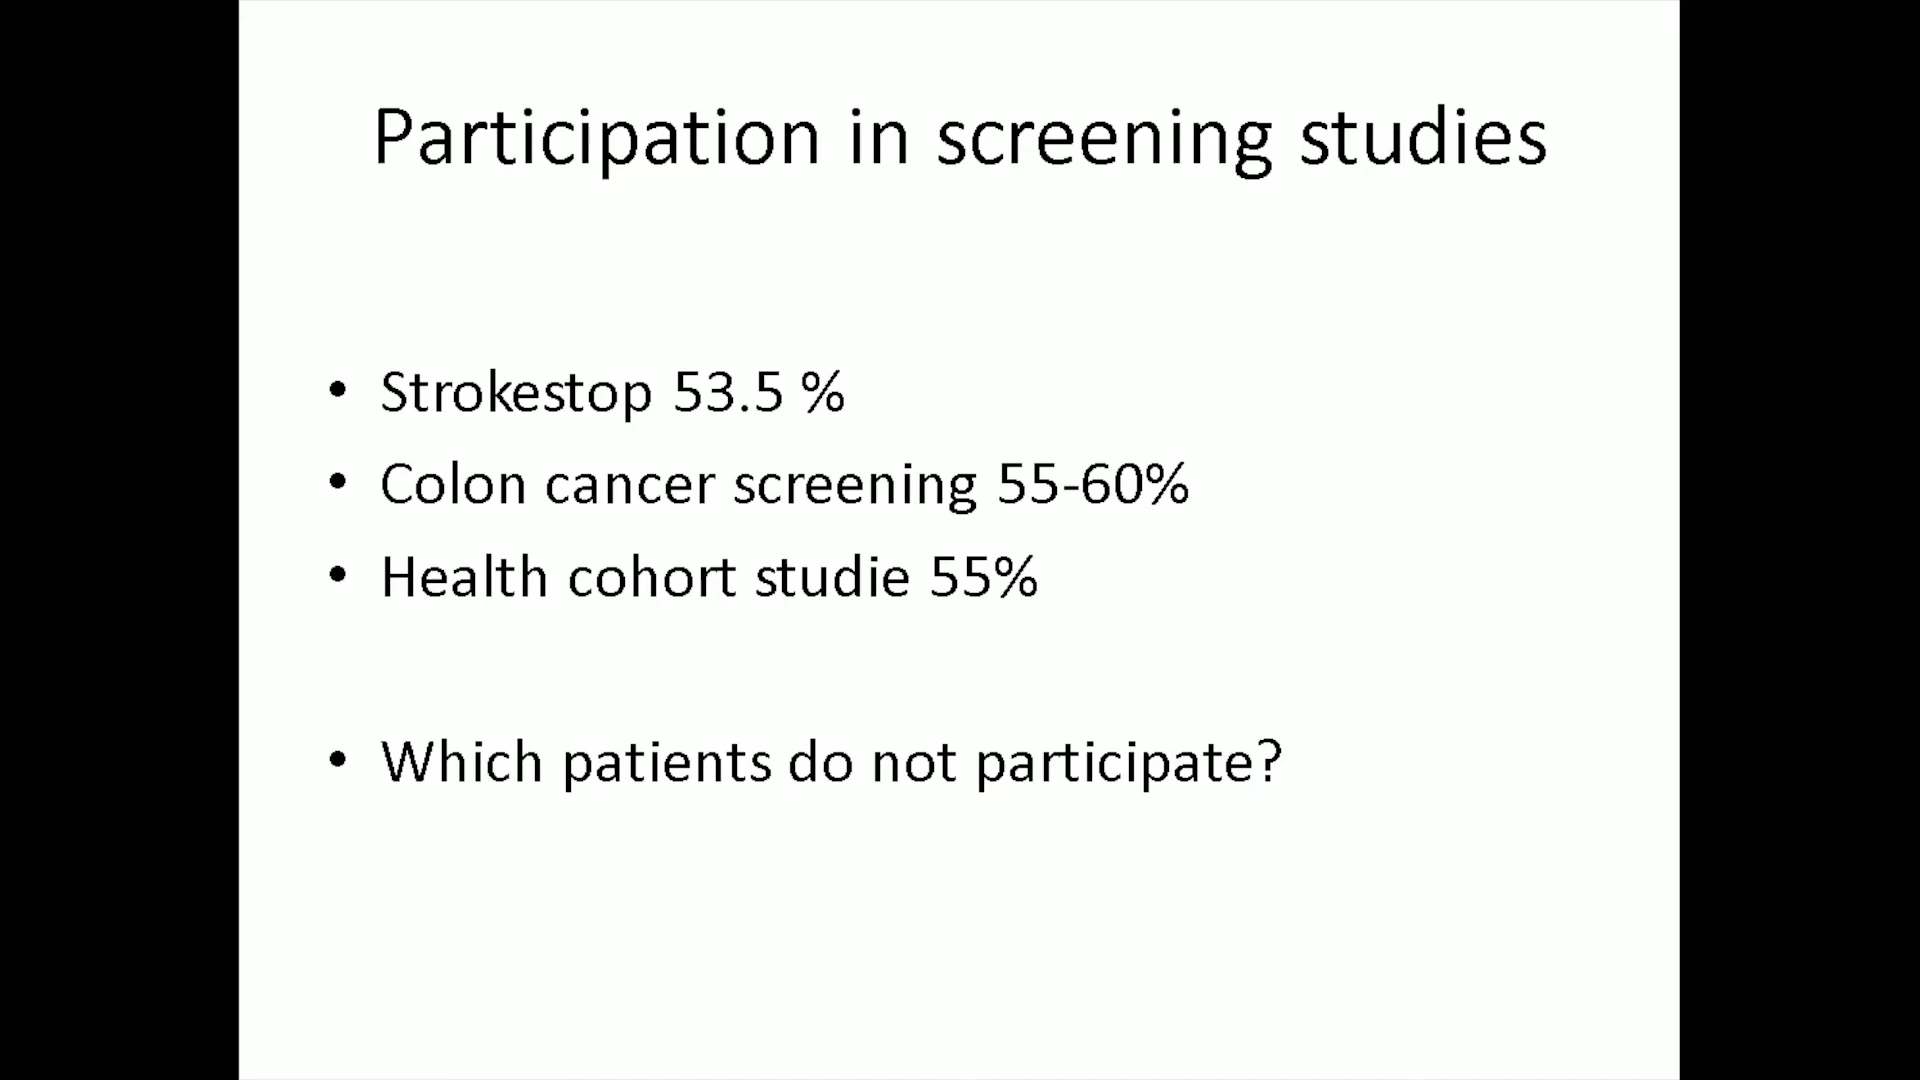 Participation in screening studies
• Strokestop 53.5 %
• Colon cancer screening 55-60%
• Health cohort studie 55%
• Which patients do not participate?